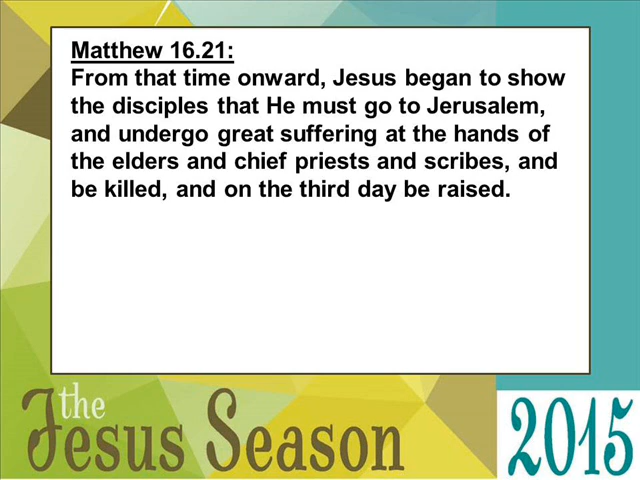 Matthew 16.21:
From that time onward, Jesus began to show
the disciples that He must go to Jerusalem,
and undergo great suffering at the hands of
the elders and chief priests and scribes, and
be killed, and on the third day be raised.
the
Jesus Season
2015